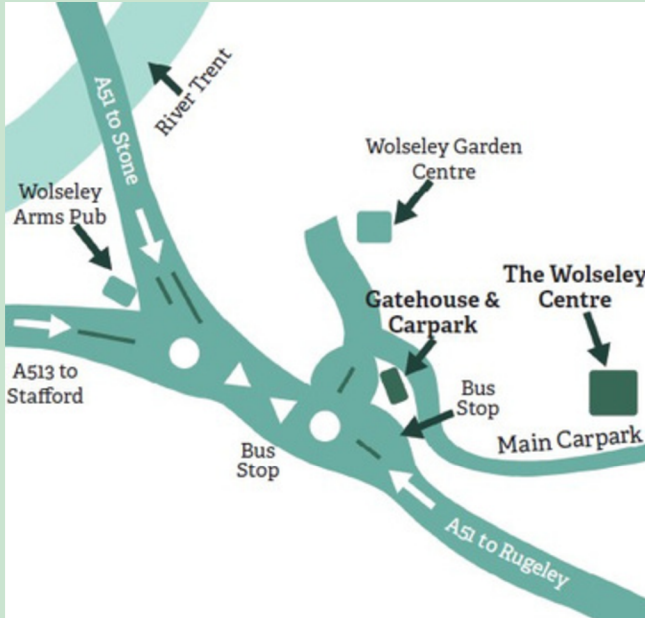 A51 to Stone
River Trent
Wolseley Garden
Centre
Wolseley
Arms Pub
The Wolseley
Centre
Gatehouse &
Carpark
A513 to
Stafford
Bus
Stop
Main Carpark
Bus
Stop
A51 to Rugeley